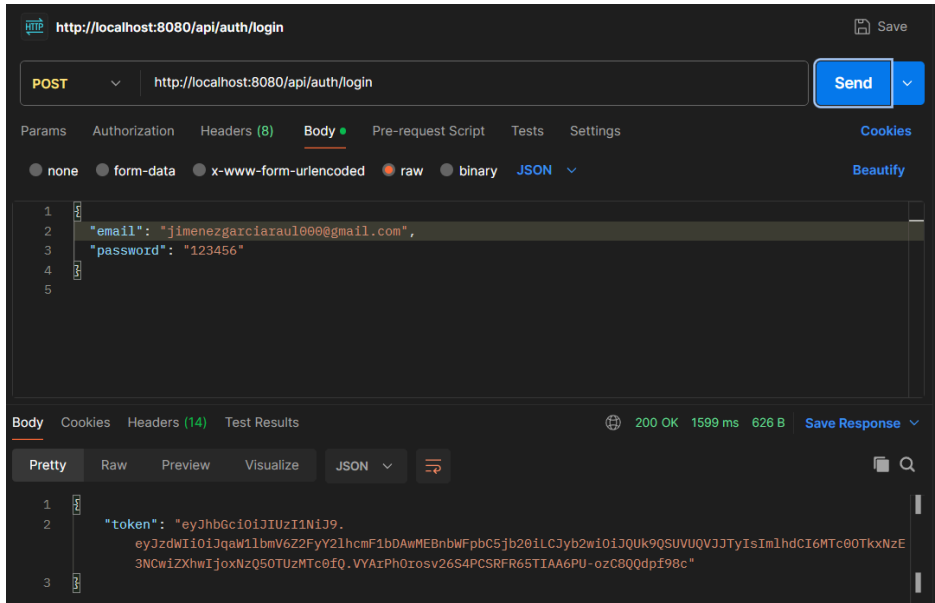 HTTP http://localhost:8080/api/auth/login Save
POST http://localhost:8080/api/auth/login Send
Params Authorization Headers (8) Body Pre-request Script Tests Settings Cookies
none form-data x-www-form-urlencoded raw binary JSON Beautify
1 {
2 "email": "jimenezgarciaraul000@gmail.com",
3 "password": "123456"
4 }
5
Body Cookies Headers (14) Test Results 200 OK 1599 ms 626 B Save Response
Pretty Raw Preview Visualize JSON
1 {
2 "token": "eyJhbGciOiJIUzI1NiJ9.
eyJzdWIiOiJqaW1lbmV6Z2FyY2lhcmF1bDAwMEBnbWFpbC5jb20iLCJyb2wiOiJQUk9QSUVUQVJJTyIsImlhdCI6MTc0OTkxNzE
3NCwiZXhwIjoxNzQ5OTUzMTc0fQ.VYArPhOrosv26S4PCSRFR65TIAA6PU-ozC8QQdpf98c"
3 }